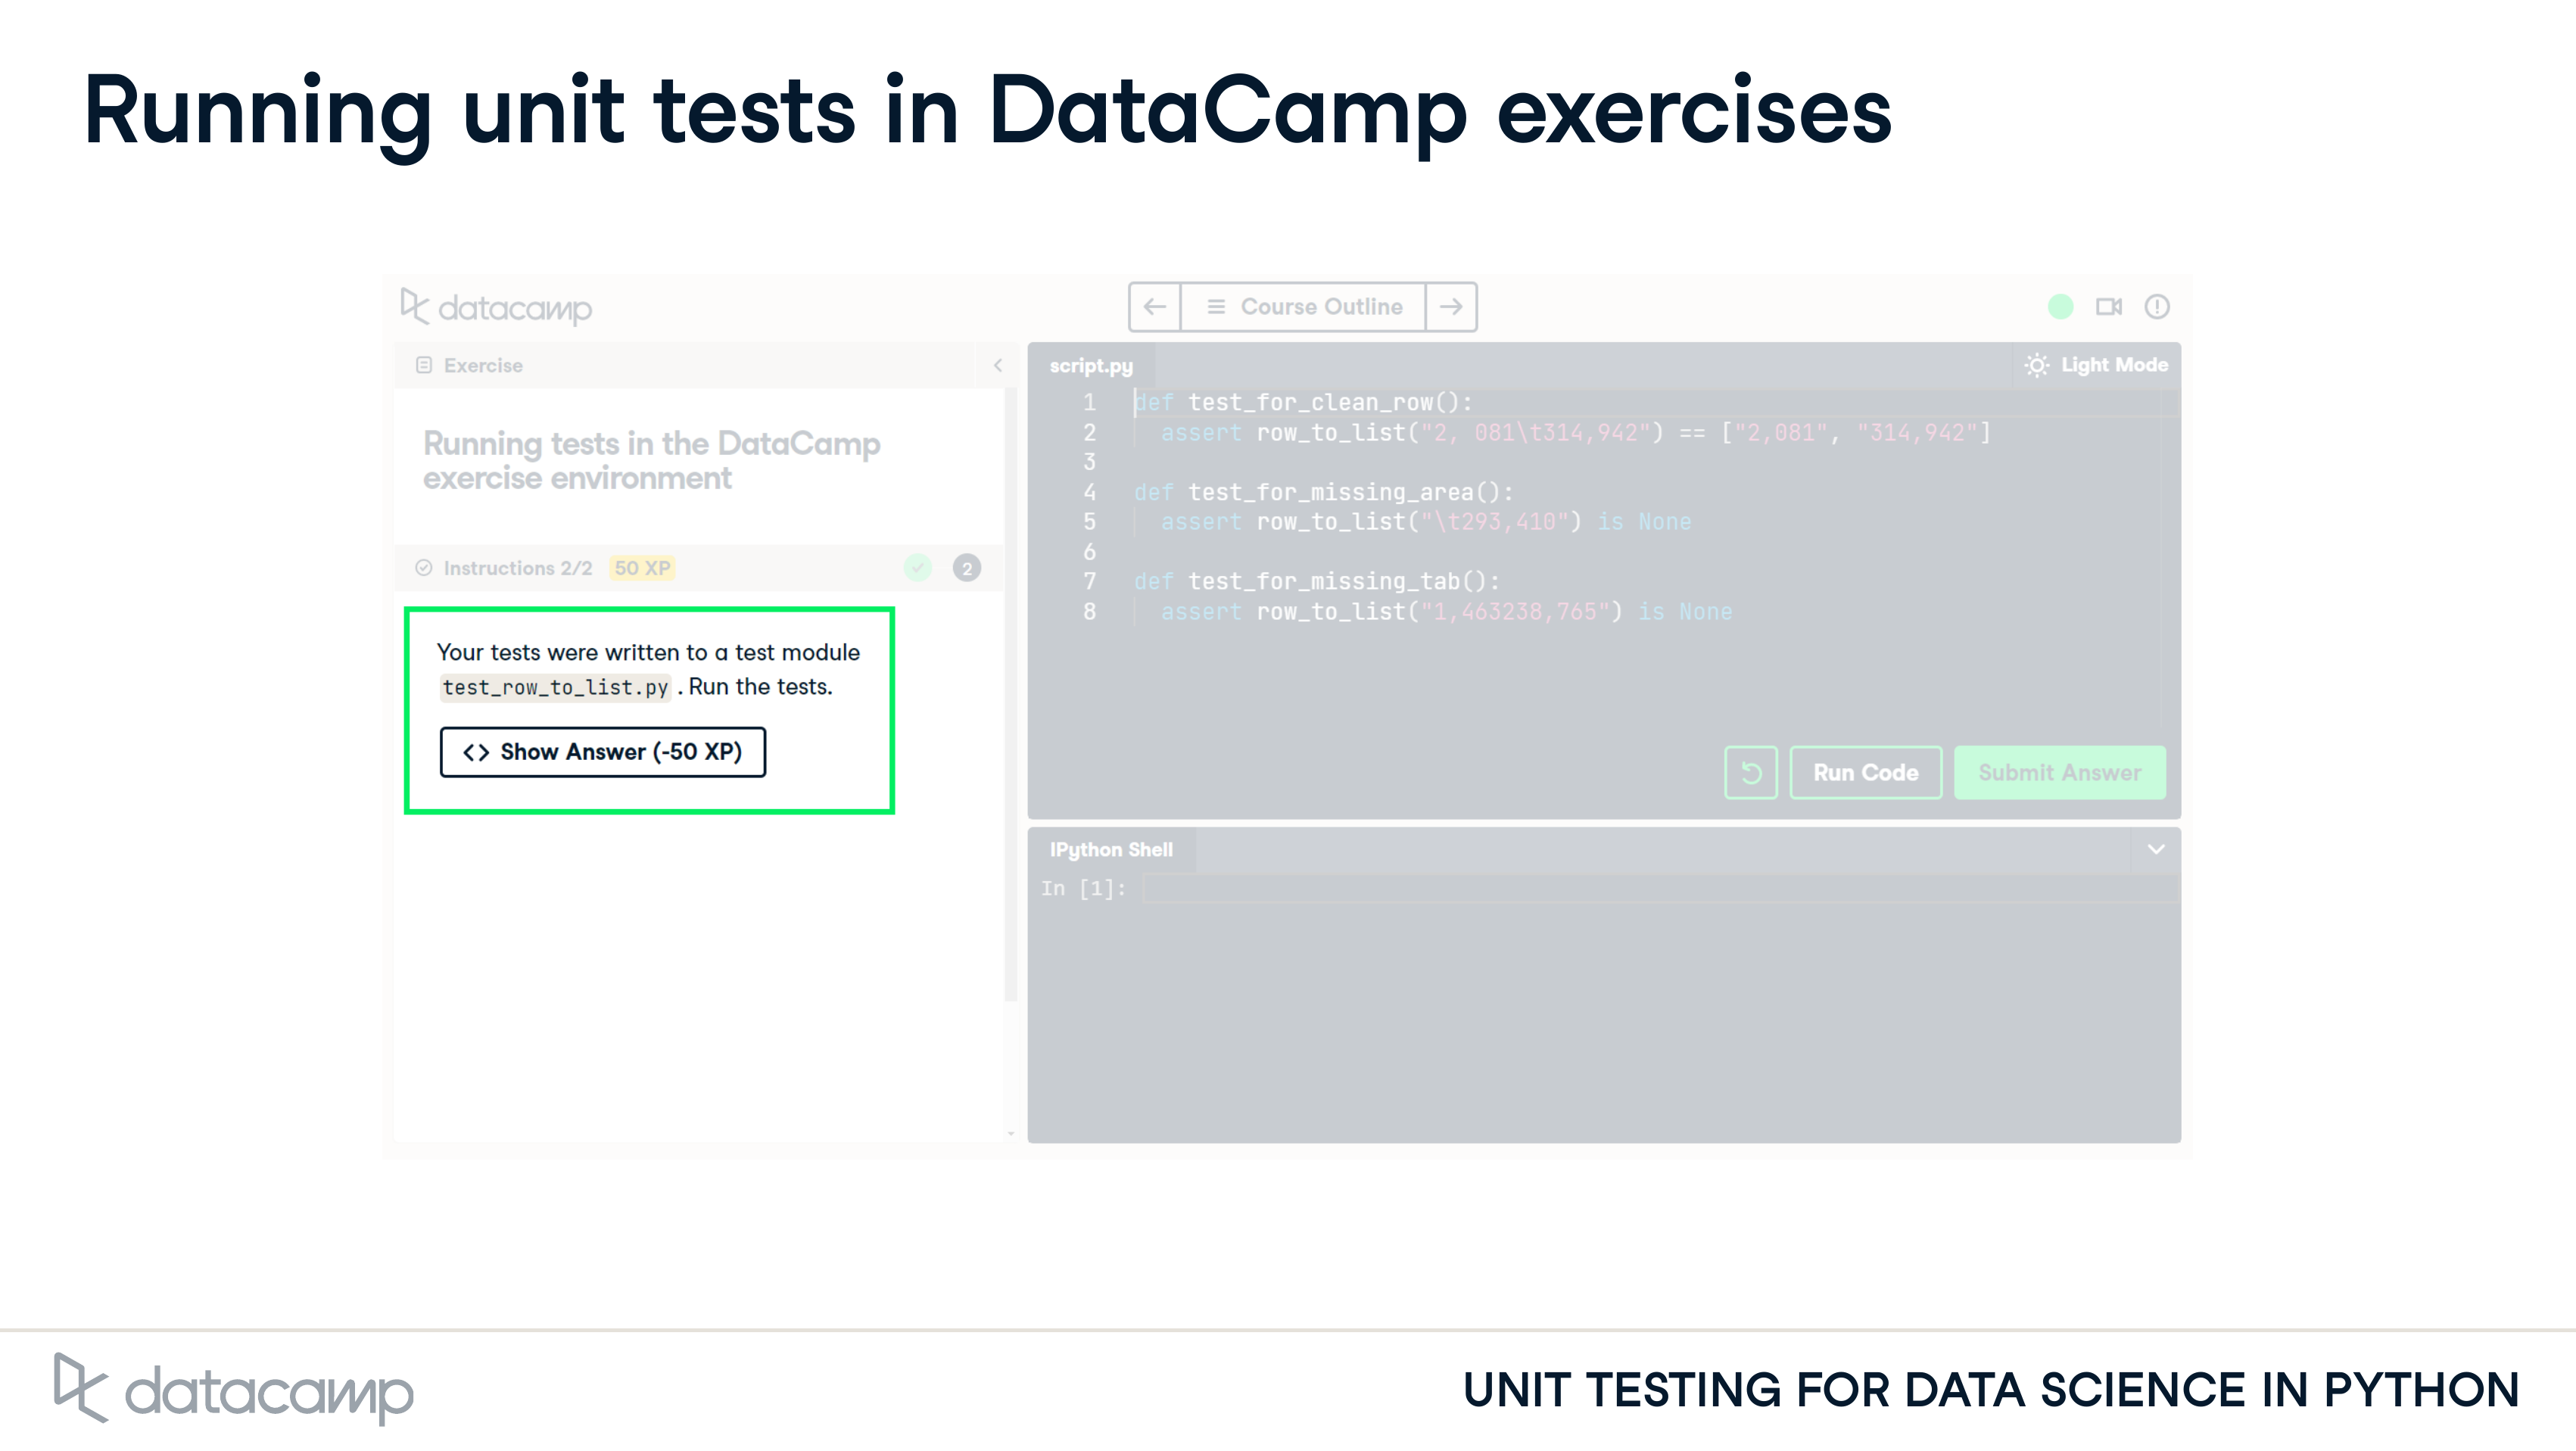 Running unit tests in DataCamp exercises
datacamp
Course Outline
Exercise
Running tests in the DataCamp
exercise environment
Instructions 2/2 50 XP 2
Your tests were written to a test module
test_row_to_list.py . Run the tests.
<> Show Answer (-50 XP)
script.py
Light Mode
1 def test_for_clean_row():
2 assert row_to_list("2, 081\t314,942") == ["2,081", "314,942"]
3
4 def test_for_missing_area():
5 assert row_to_list("\t293,410") is None
6
7 def test_for_missing_tab():
8 assert row_to_list("1,463238,765") is None
Run Code
Submit Answer
IPython Shell
In [1]:
datacamp
UNIT TESTING FOR DATA SCIENCE IN PYTHON